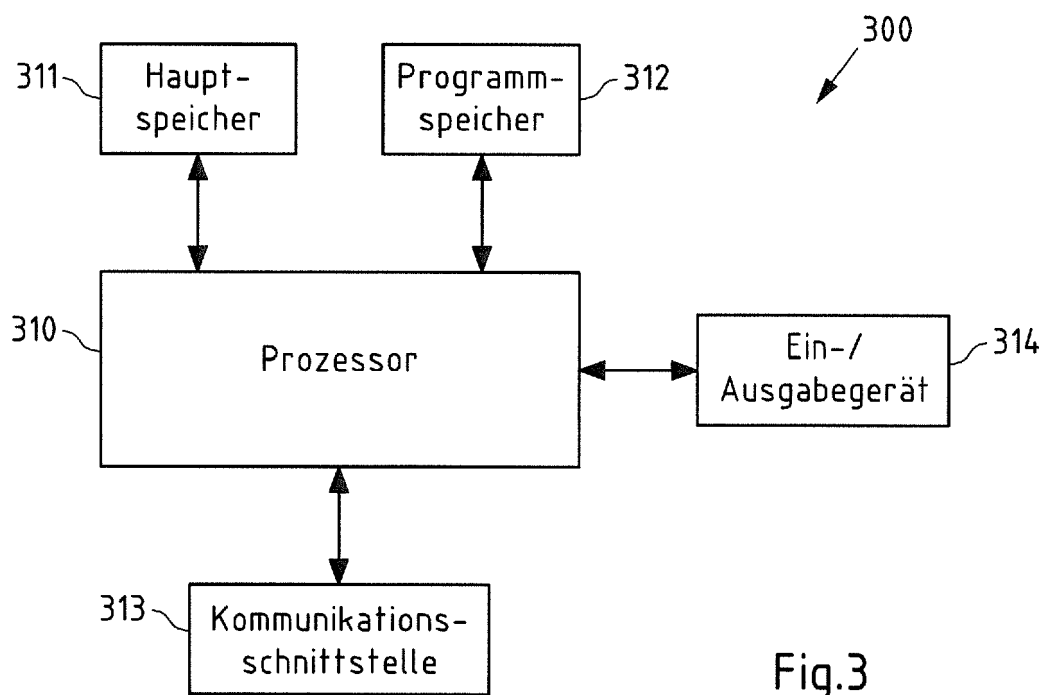 300
311
Haupt-
speicher
Programm-
speicher
312
310
Prozessor
Ein-/
Ausgabegerät
314
313
Kommunikations-
schnittstelle
Fig.3